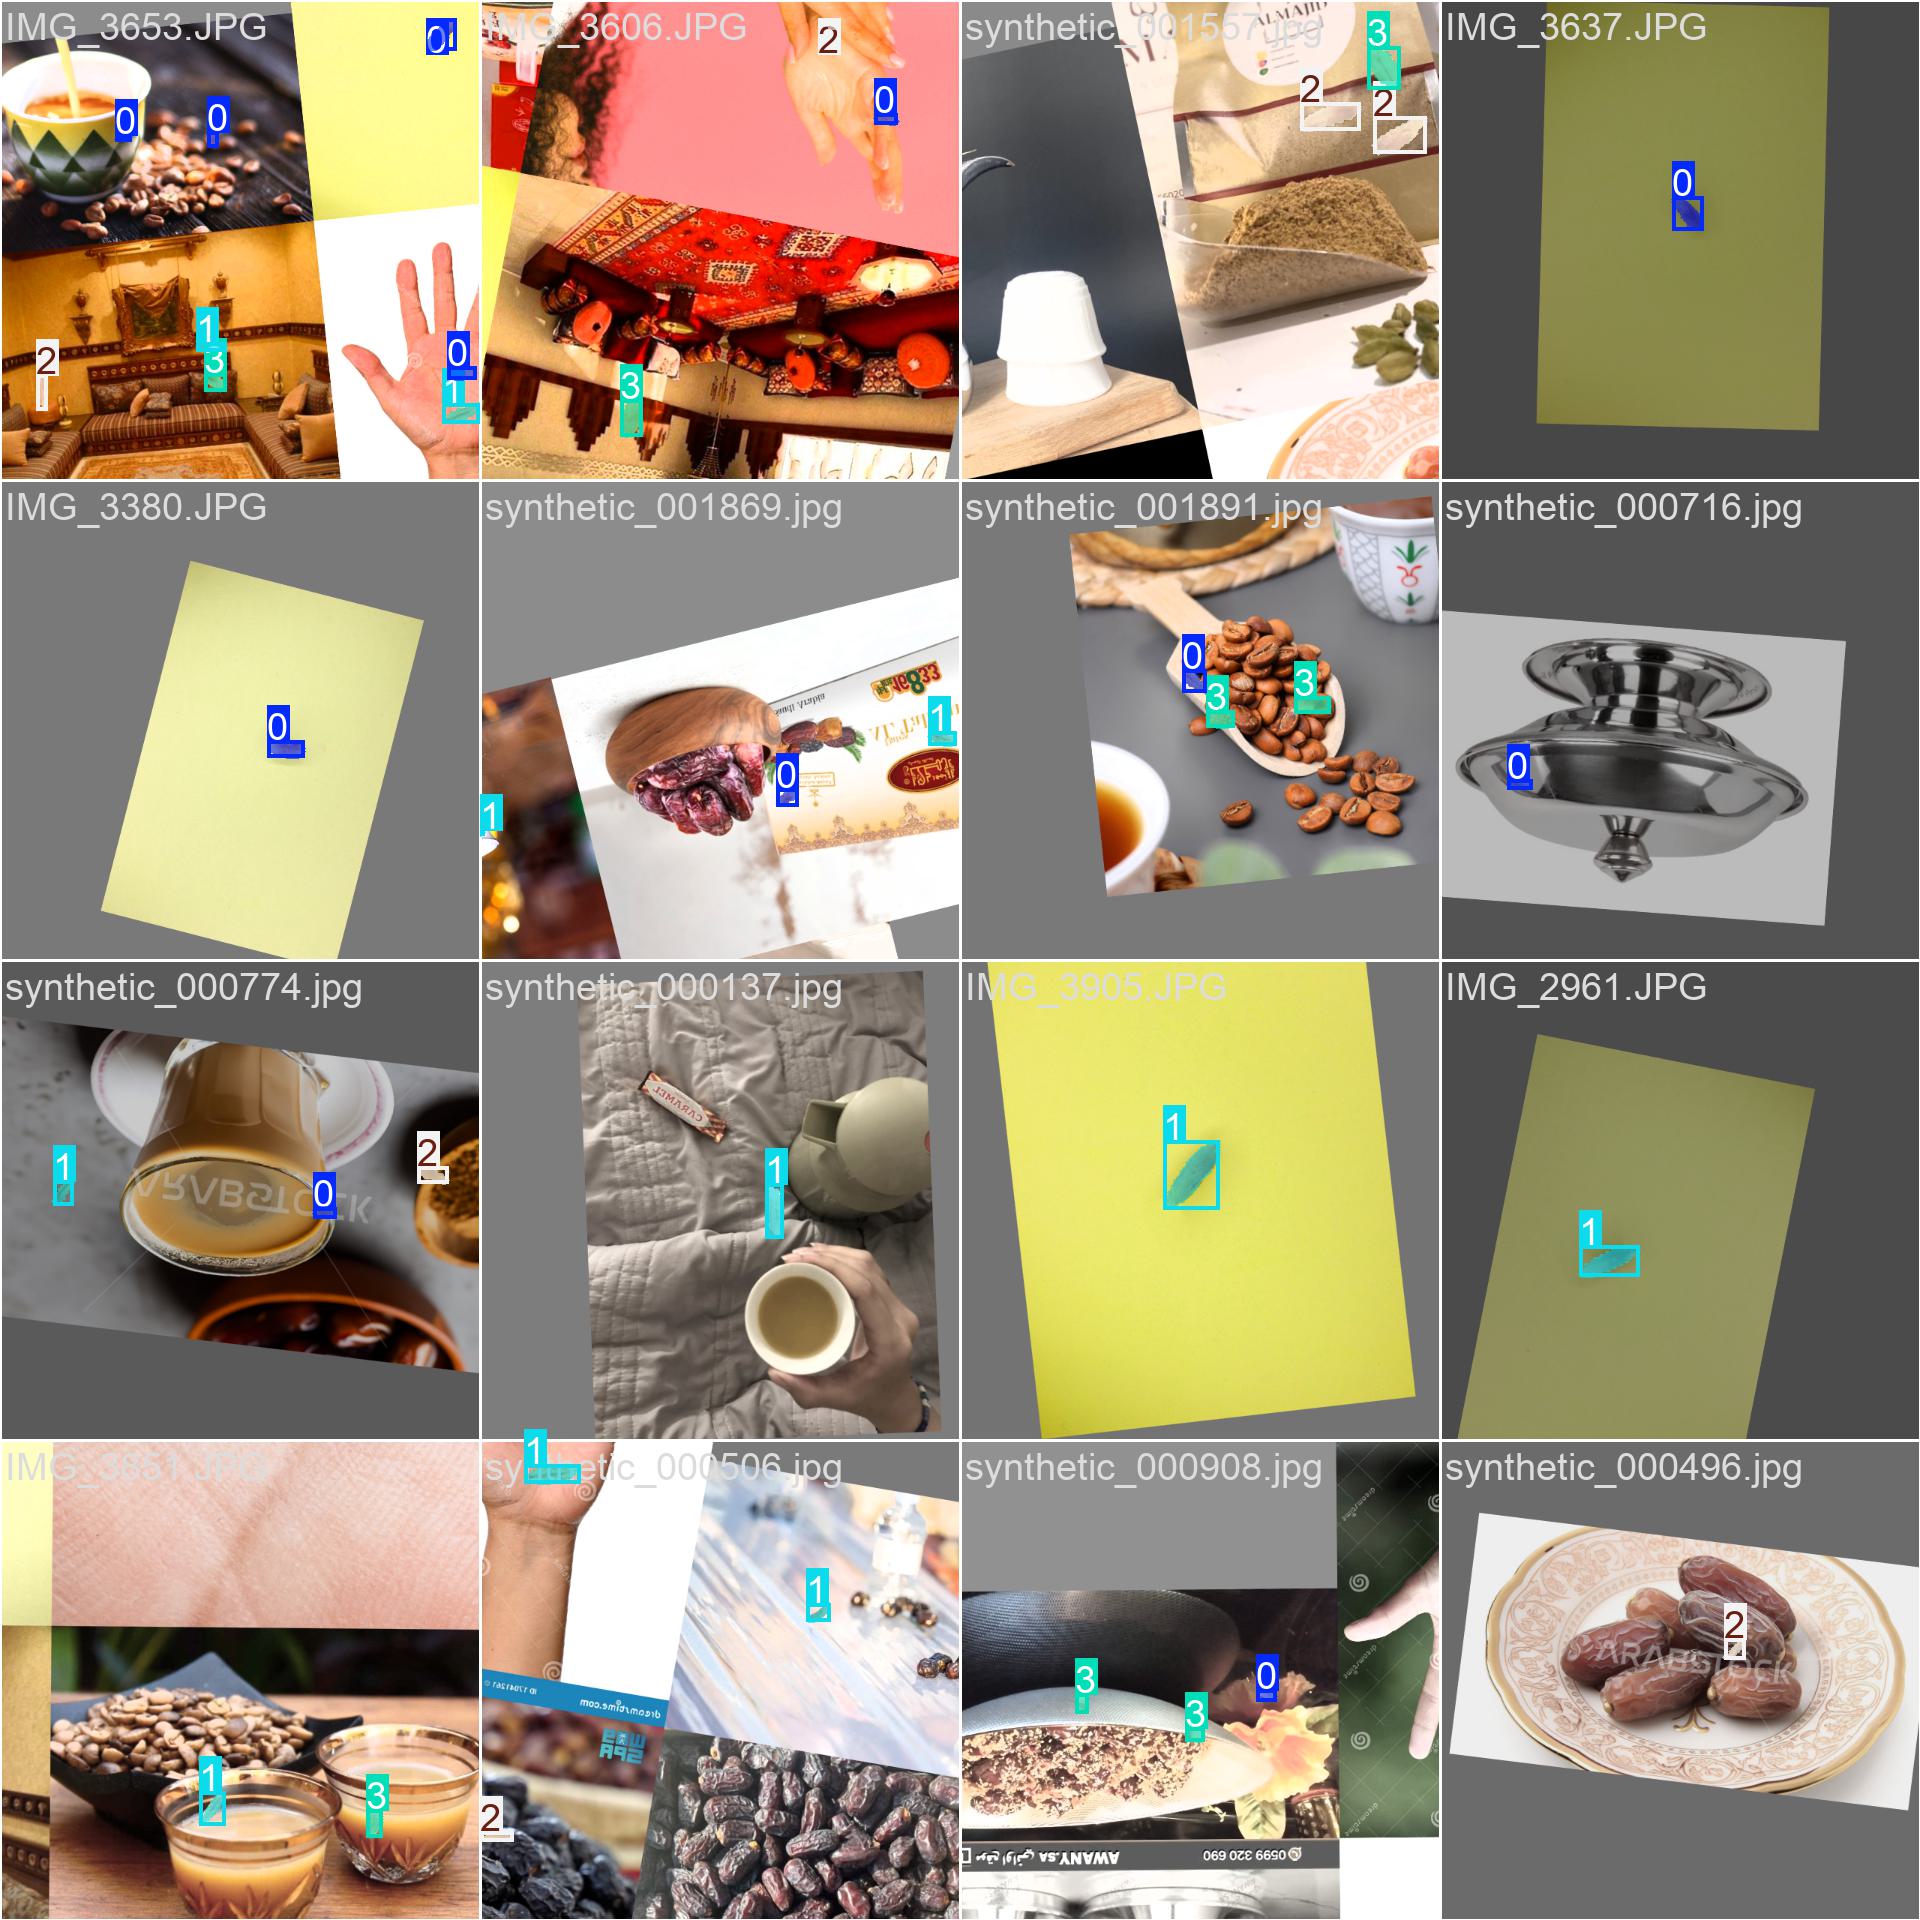 IMG_3653.JPG
0
0
0
1
3
2
0
1
IMG_3606.JPG
2
0
3
synthetic_001557.jpg
ALMAJID
3
2
2
IMG_3637.JPG
0
IMG_3380.JPG
0
synthetic_001869.jpg
1
0
1
synthetic_001891.jpg
0
3
3
synthetic_000716.jpg
0
synthetic_000774.jpg
1
0
2
ARABSTOCK
synthetic_000137.jpg
CARAMEL
1
IMG_3905.JPG
1
IMG_2961.JPG
1
IMG_3851.JPG
1
3
synthetic_000506.jpg
1
1
2
dreamstime.com
synthetic_000908.jpg
3
3
0
AWANY.SA موقع اواني
0599 320 690
synthetic_000496.jpg
2
ARABSTOCK